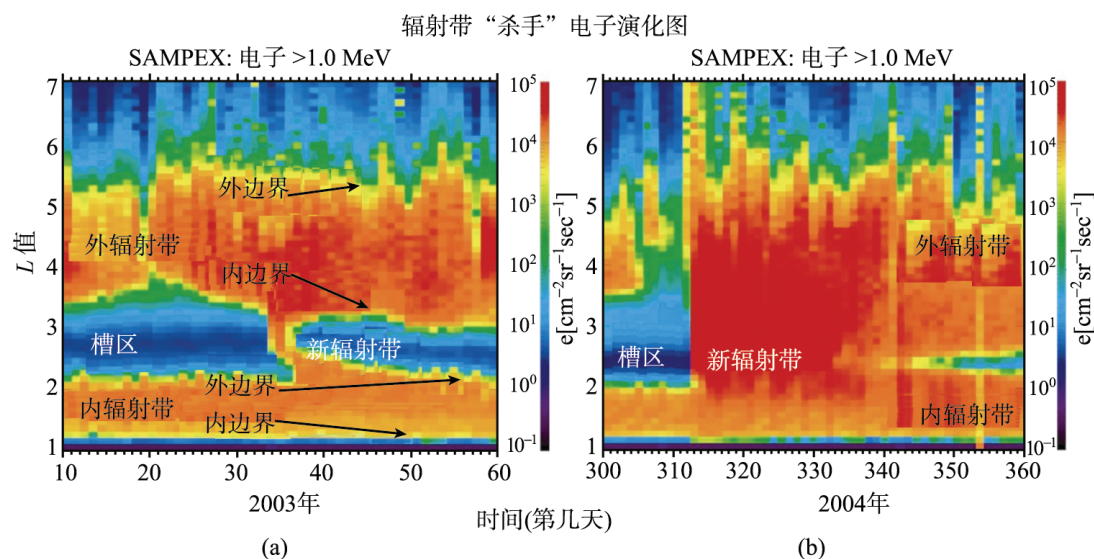 辐射带“杀手”电子演化图
SAMPEX: 电子 >1.0 MeV
7
6
5
4
3
2
1
L 值
外边界
外辐射带
内边界
槽区
新辐射带
外边界
内辐射带
内边界
10
20
30
40
50
60
2003年
10⁵
10⁴
10³
10²
10¹
10⁰
10⁻¹
e[cm⁻²sr⁻¹sec⁻¹]
(a)
SAMPEX: 电子 >1.0 MeV
7
6
5
4
3
2
1
外辐射带
槽区
新辐射带
内辐射带
300
310
320
330
340
350
360
2004年
10⁵
10⁴
10³
10²
10¹
10⁰
10⁻¹
e[cm⁻²sr⁻¹sec⁻¹]
(b)
时间(第几天)